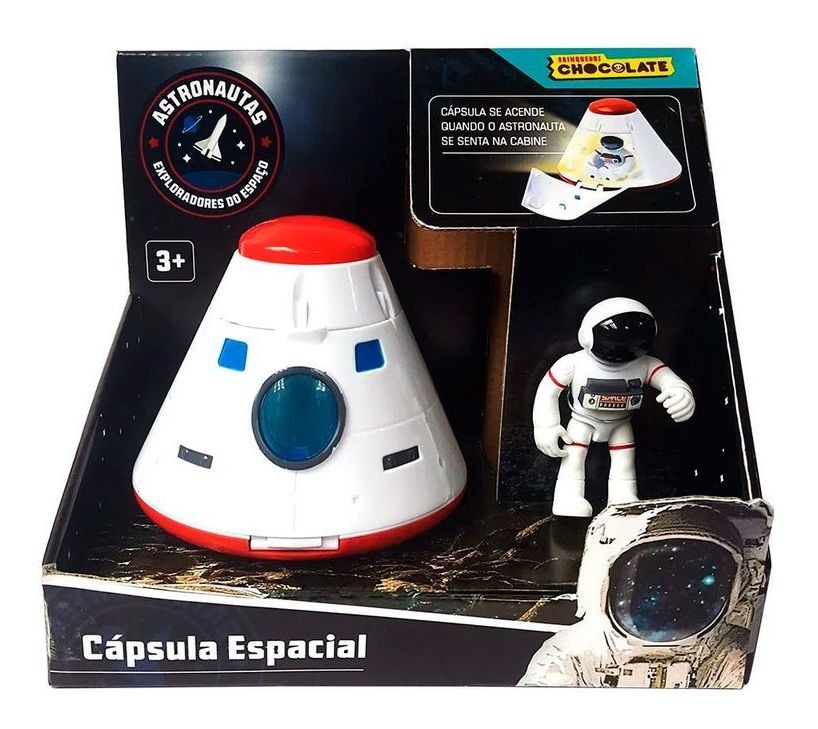 ASTRONAUTAS
EXPLORADORES DO ESPAÇO
BRINQUEDOS
CHOCOLATE
CÁPSULA SE ACENDE
QUANDO O ASTRONAUTA
SE SENTA NA CABINE
3+
SPACE
Cápsula Espacial